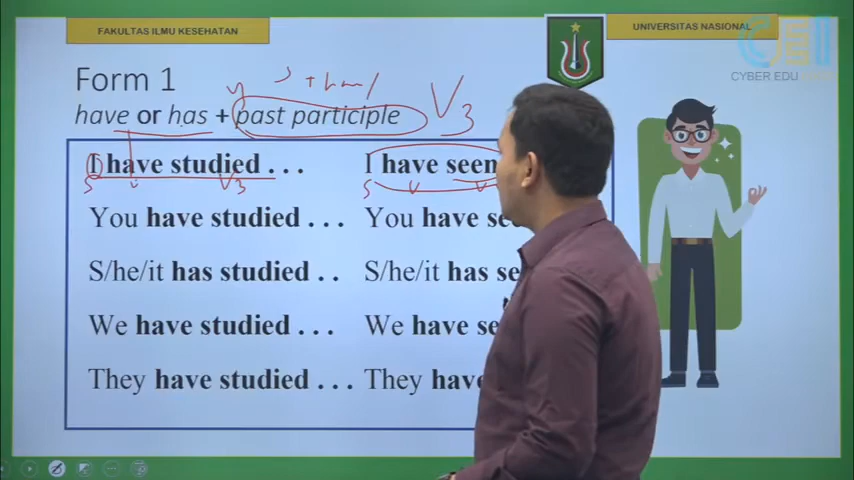 FAKULTAS ILMU KESEHATAN
UNIVERSITAS NASIONAL
CYBER EDU
Form 1
have or has + past participle
V3
I have studied . . .
I have seen
S
V3
S
V
V
You have studied . . .
You have se
S/he/it has studied . .
S/he/it has se
We have studied . . .
We have se
They have studied . . .
They have